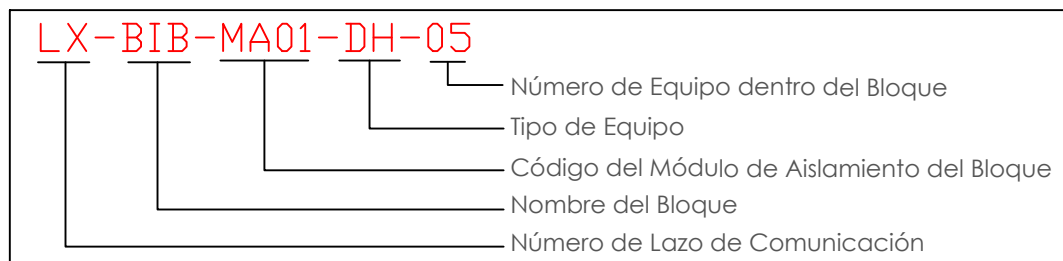 LX-BIB-MA01-DH-05
Número de Equipo dentro del Bloque
Tipo de Equipo
Código del Módulo de Aislamiento del Bloque
Nombre del Bloque
Número de Lazo de Comunicación